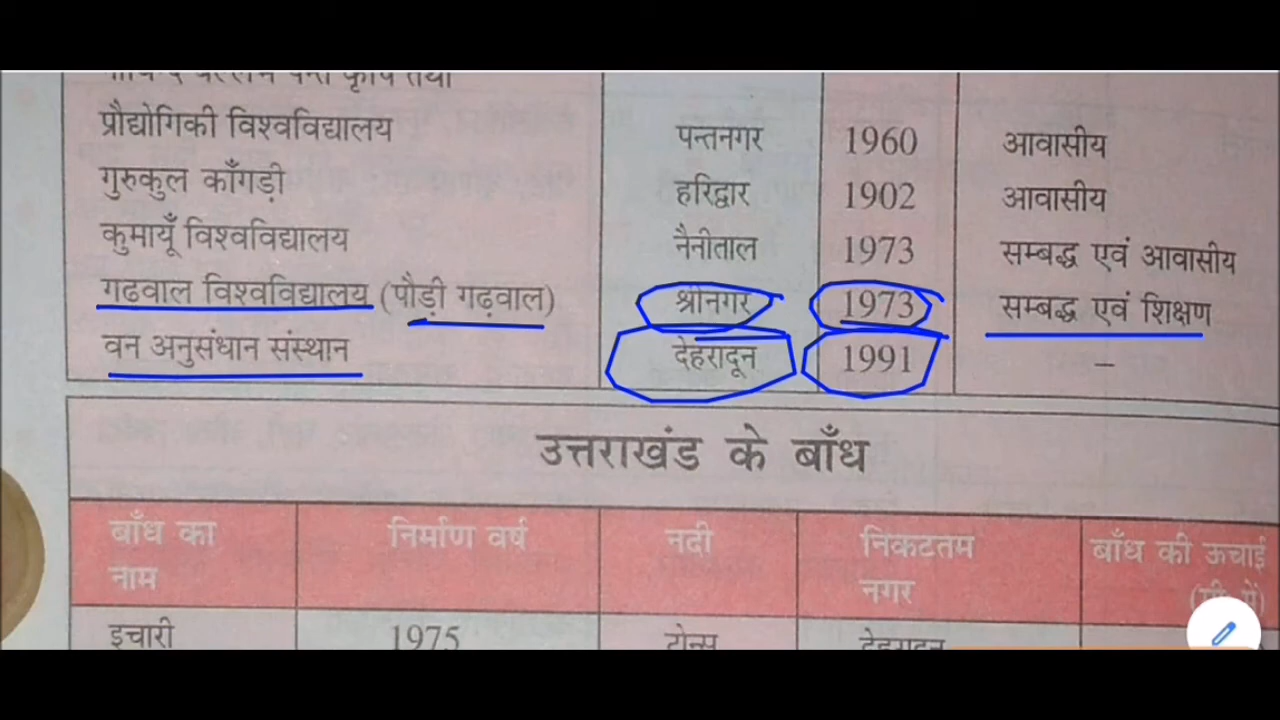 प्रौद्योगिकी विश्वविद्यालय पन्तनगर 1960 आवासीय
गुरुकुल काँगड़ी हरिद्वार 1902 आवासीय
कुमायूँ विश्वविद्यालय नैनीताल 1973 सम्बद्ध एवं आवासीय
गढवाल विश्वविद्यालय (पौड़ी गढ़वाल) श्रीनगर 1973 सम्बद्ध एवं शिक्षण
वन अनुसंधान संस्थान देहरादून 1991 –
उत्तराखंड के बाँध
बाँध का निर्माण वर्ष नदी निकटतम बाँध की ऊचाई
नाम नगर
इचारी 1975 टोन्स देहरादून